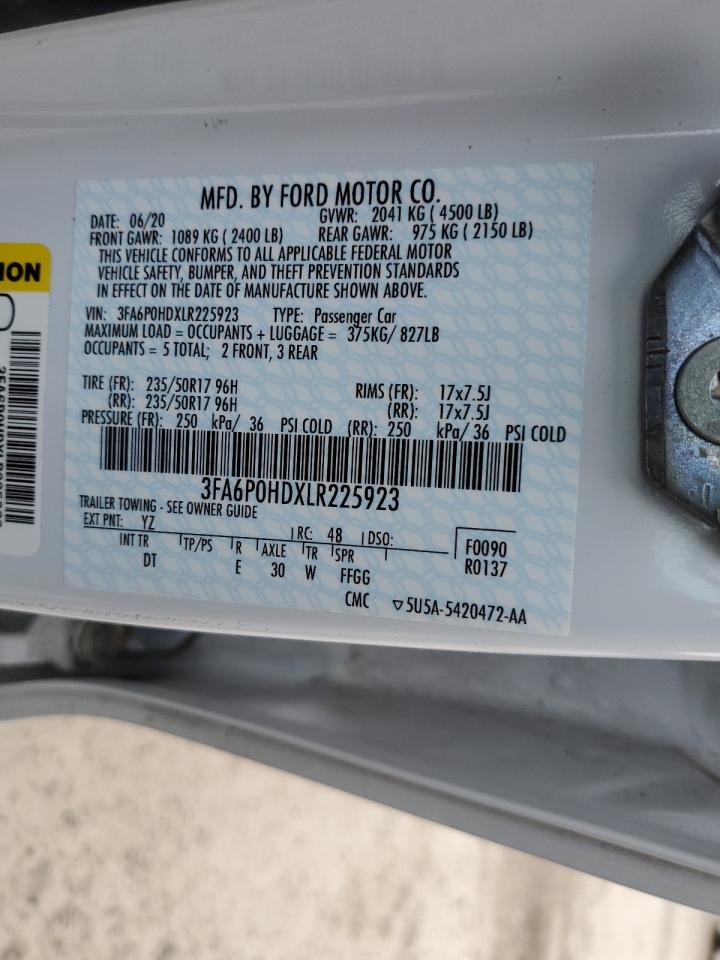 MFD. BY FORD MOTOR CO.
DATE: 06/20 GVWR: 2041 KG ( 4500 LB)
FRONT GAWR: 1089 KG ( 2400 LB) REAR GAWR: 975 KG ( 2150 LB)
THIS VEHICLE CONFORMS TO ALL APPLICABLE FEDERAL MOTOR
VEHICLE SAFETY, BUMPER, AND THEFT PREVENTION STANDARDS
IN EFFECT ON THE DATE OF MANUFACTURE SHOWN ABOVE.
VIN: 3FA6P0HDXLR225923 TYPE: Passenger Car
MAXIMUM LOAD = OCCUPANTS + LUGGAGE = 375KG/ 827LB
OCCUPANTS = 5 TOTAL; 2 FRONT, 3 REAR
TIRE (FR): 235/50R17 96H RIMS (FR): 17x7.5J
(RR): 235/50R17 96H (RR): 17x7.5J
PRESSURE (FR): 250 kPa/ 36 PSI COLD (RR): 250 kPa/ 36 PSI COLD
3FA6P0HDXLR225923
TRAILER TOWING - SEE OWNER GUIDE
EXT PNT: YZ RC: 48 DSO:
INT TR TP/PS R AXLE TR SPR F0090
DT E 30 W FFGG R0137
CMC ▽5U5A-5420472-AA
ION